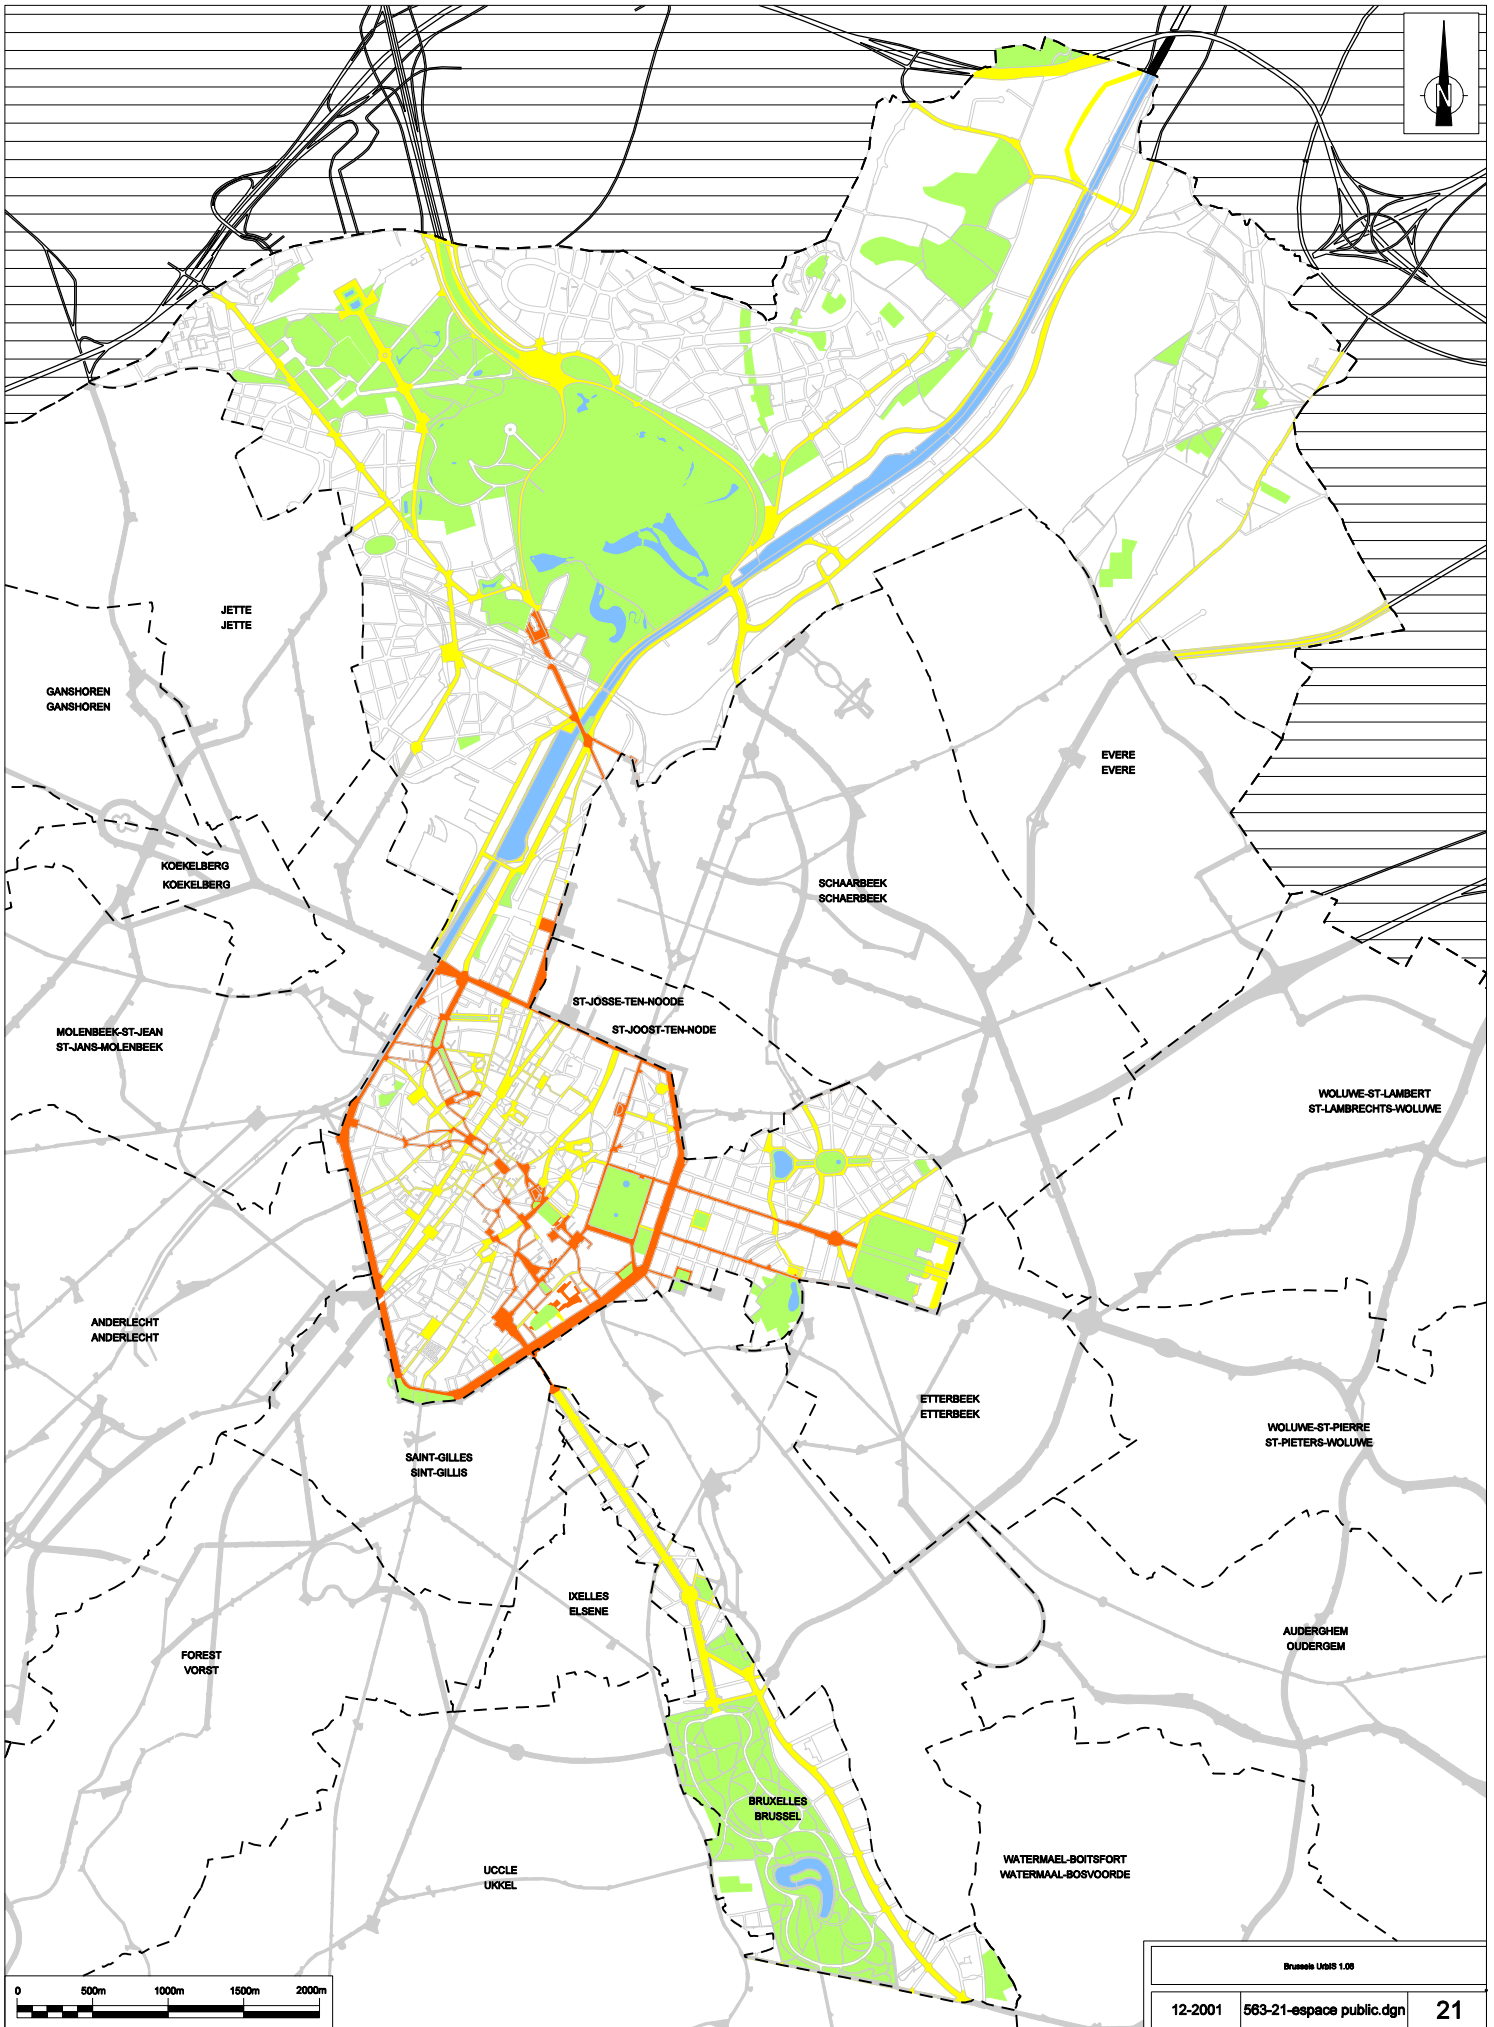 N
JETTE
JETTE
GANSHOREN
GANSHOREN
EVERE
EVERE
KOEKELBERG
KOEKELBERG
SCHAARBEEK
SCHAERBEEK
ST-JOSSE-TEN-NOODE
ST-JOOST-TEN-NODE
MOLENBEEK-ST-JEAN
ST-JANS-MOLENBEEK
WOLUWE-ST-LAMBERT
ST-LAMBRECHTS-WOLUWE
ANDERLECHT
ANDERLECHT
ETTERBEEK
ETTERBEEK
WOLUWE-ST-PIERRE
ST-PIETERS-WOLUWE
SAINT-GILLES
SINT-GILLIS
IXELLES
ELSENE
AUDERGHEM
OUDERGEM
FOREST
VORST
BRUXELLES
BRUSSEL
WATERMAEL-BOITSFORT
WATERMAAL-BOSVOORDE
UCCLE
UKKEL
0 500m 1000m 1500m 2000m
Brussels UrbIS 1.08
12-2001 563-21-espace public.dgn 21